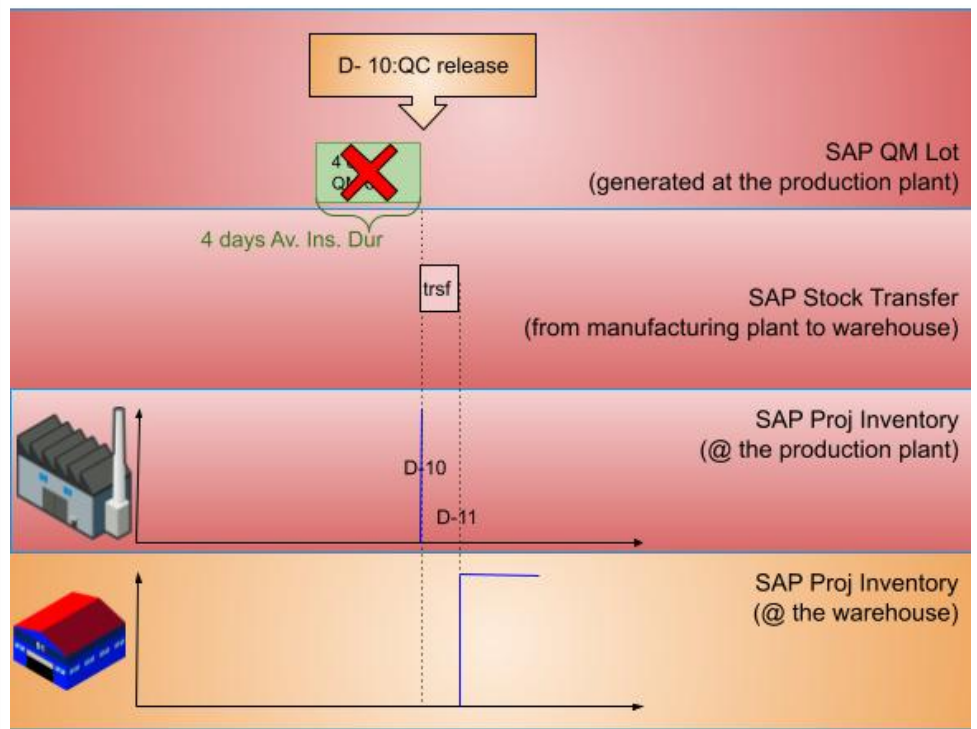 D- 10:QC release
SAP QM Lot
(generated at the production plant)
4
QM
4 days Av. Ins. Dur
trsf
SAP Stock Transfer
(from manufacturing plant to warehouse)
SAP Proj Inventory
(@ the production plant)
D-10
D-11
SAP Proj Inventory
(@ the warehouse)